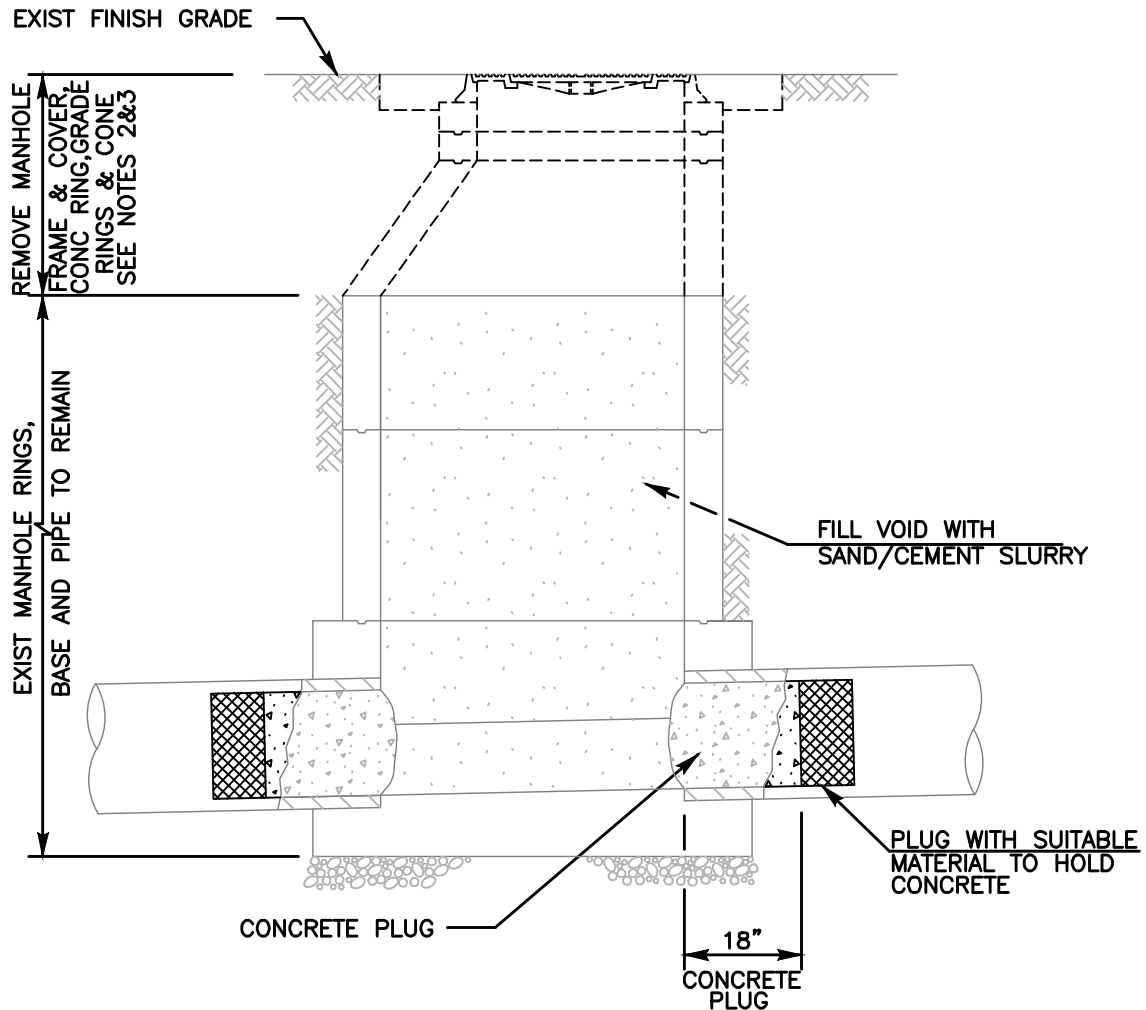 EXIST FINISH GRADE
REMOVE MANHOLE
FRAME & COVER,
CONC RING,GRADE
RINGS & CONE
SEE NOTES 2&3
EXIST MANHOLE RINGS,
BASE AND PIPE TO REMAIN
FILL VOID WITH
SAND/CEMENT SLURRY
PLUG WITH SUITABLE
MATERIAL TO HOLD
CONCRETE
CONCRETE PLUG
18"
CONCRETE
PLUG